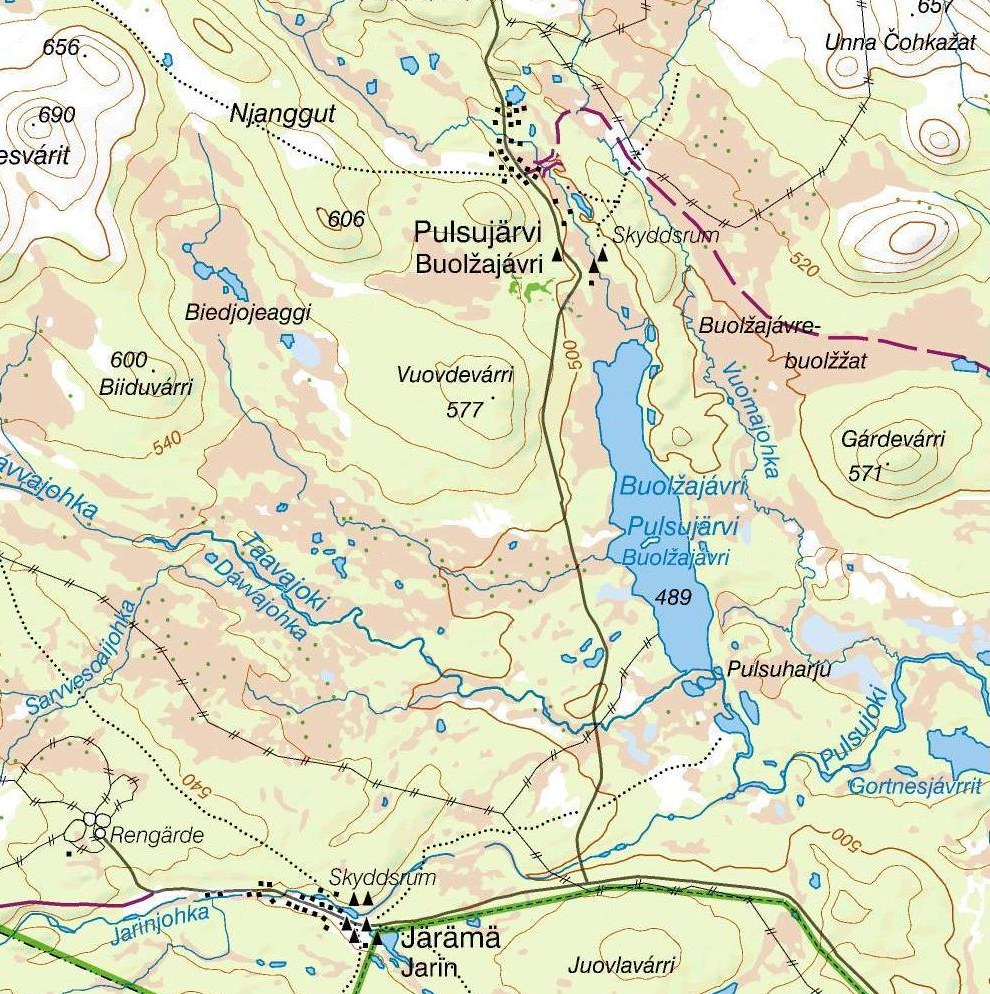 657
656
Unna Čohkažat
690
Njanggut
esvárit
606
Pulsujärvi
Buolžajávri
Skyddsrum
520
Biedjojeaggi
Buolžajávre-
buolžžat
600
Biiduvárri
500
Vuovdevárri
577
Vuomajohka
540
Gárdevárri
571
ávvajohka
Buolžajávri
Pulsujärvi
Buolžajávri
Taavajoki
Dávvajohka
489
Sarvvesoaijohka
Pulsuharju
Pulsujoki
Gortnesjávrrit
540
Rengärde
500
Skyddsrum
Jarinjohka
Järämä
Jarin
Juovlavárri